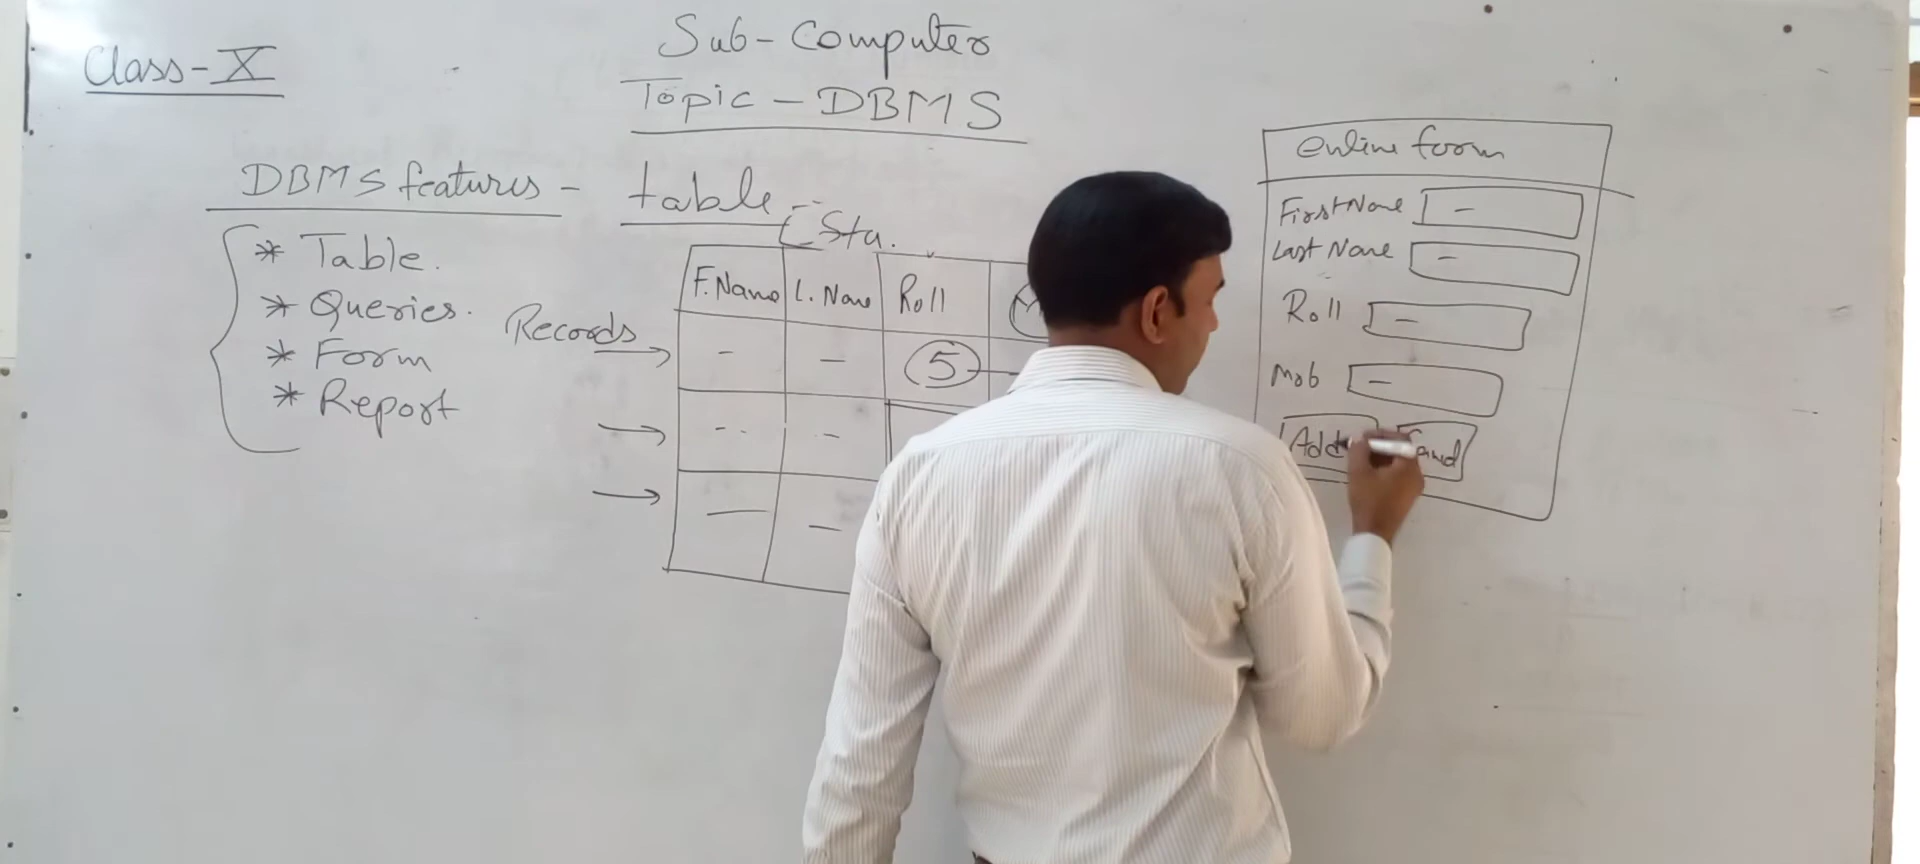 Class-X
Sub-Computer
Topic-DBMS
DBMS features - table -
(Stu.
* Table.
* Queries.
* Form
* Report
Records
F.Name L.Name Roll
5
online form
First Name
Last Name
Roll
Mob
Add